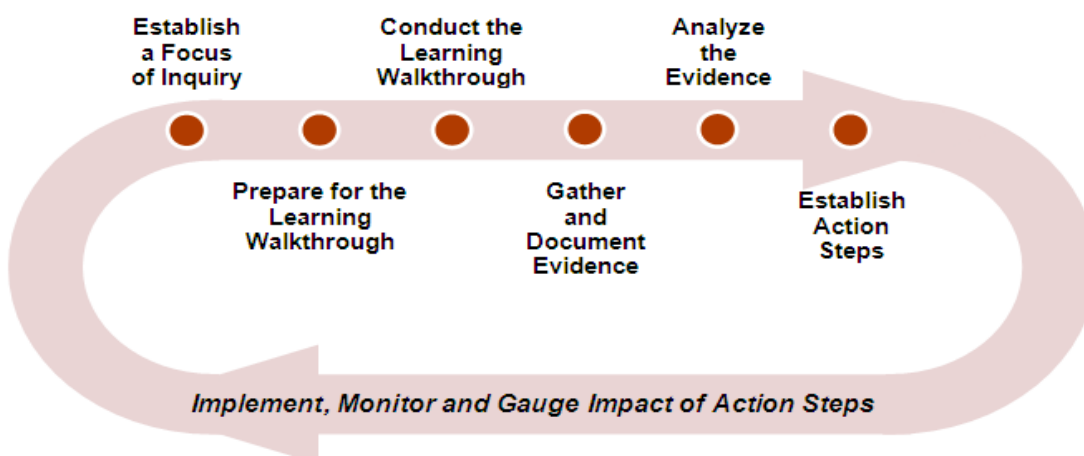 Establish
a Focus
of Inquiry
Prepare for the
Learning
Walkthrough
Conduct the
Learning
Walkthrough
Gather
and
Document
Evidence
Analyze
the
Evidence
Establish
Action
Steps
Implement, Monitor and Gauge Impact of Action Steps